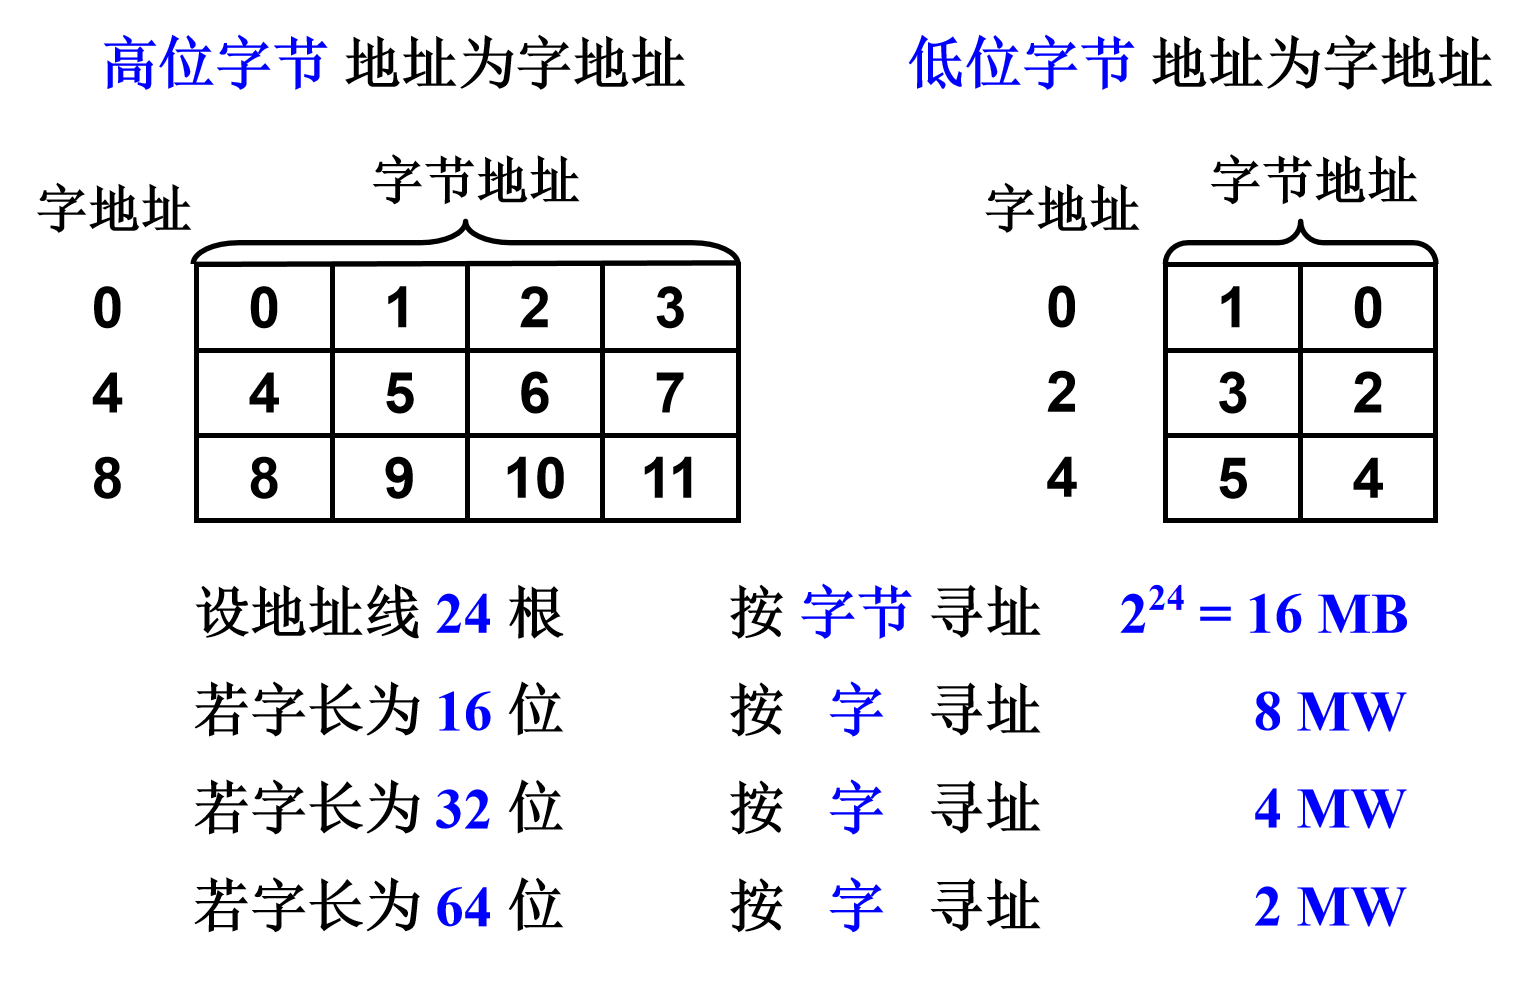 高位字节 地址为字地址 低位字节 地址为字地址
字节地址 字节地址
字地址 字地址
0 0 1 2 3 0 1 0
4 4 5 6 7 2 3 2
8 8 9 10 11 4 5 4
设地址线 24 根 按 字节 寻址 2²⁴ = 16 MB
若字长为 16 位 按 字 寻址 8 MW
若字长为 32 位 按 字 寻址 4 MW
若字长为 64 位 按 字 寻址 2 MW